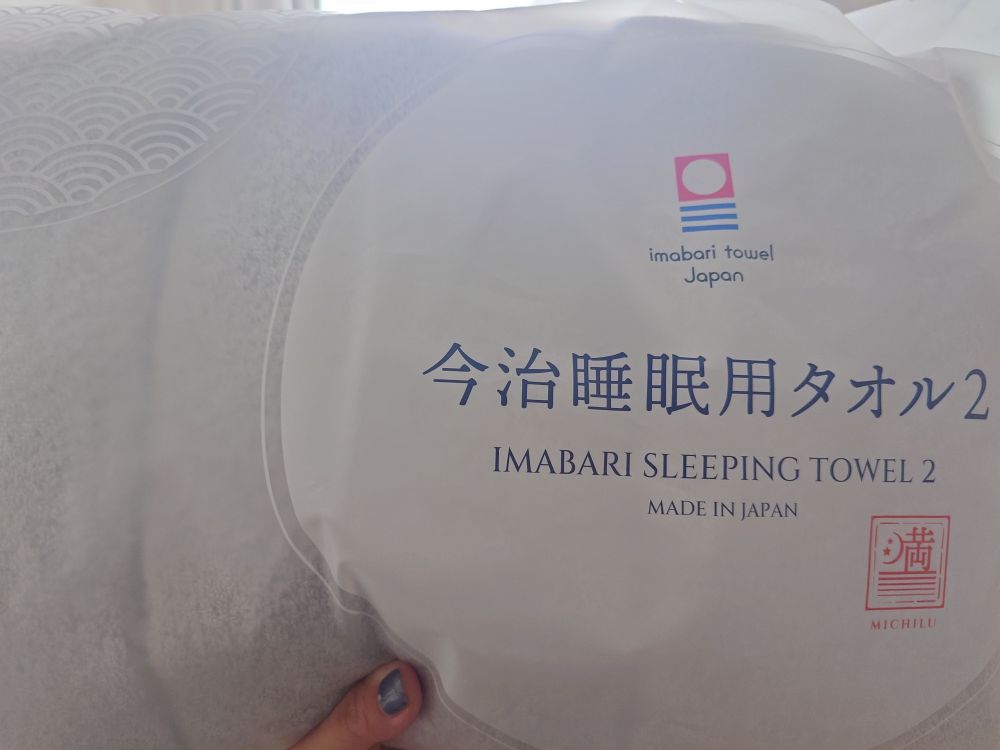 imabari towel
Japan
今治睡眠用タオル2
IMABARI SLEEPING TOWEL 2
MADE IN JAPAN
満
MICHILU